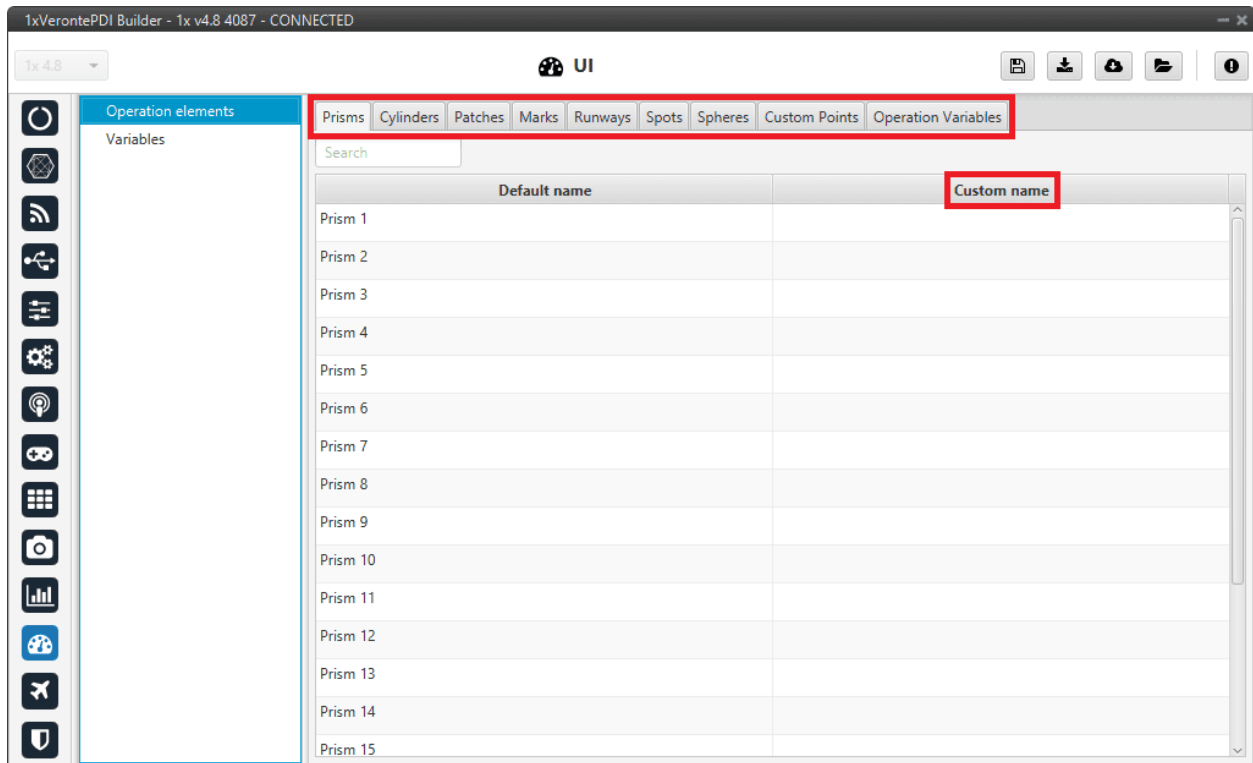 1xVerontePDI Builder - 1x v4.8 4087 - CONNECTED
1x 4.8
UI
Operation elements
Variables
Prisms Cylinders Patches Marks Runways Spots Spheres Custom Points Operation Variables
Search
Default name Custom name
Prism 1
Prism 2
Prism 3
Prism 4
Prism 5
Prism 6
Prism 7
Prism 8
Prism 9
Prism 10
Prism 11
Prism 12
Prism 13
Prism 14
Prism 15